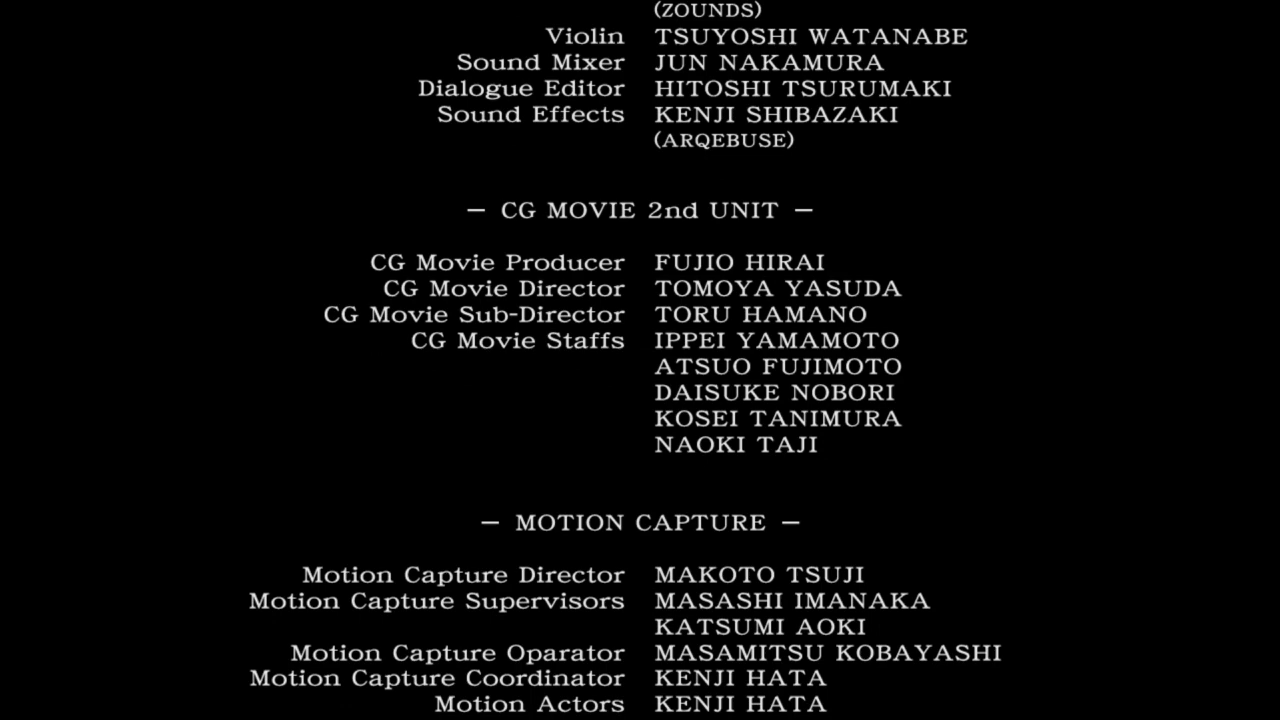 (ZOUNDS)
Violin TSUYOSHI WATANABE
Sound Mixer JUN NAKAMURA
Dialogue Editor HITOSHI TSURUMAKI
Sound Effects KENJI SHIBAZAKI
(ARQEBUSE)
— CG MOVIE 2nd UNIT —
CG Movie Producer FUJIO HIRAI
CG Movie Director TOMOYA YASUDA
CG Movie Sub-Director TORU HAMANO
CG Movie Staffs IPPEI YAMAMOTO
ATSUO FUJIMOTO
DAISUKE NOBORI
KOSEI TANIMURA
NAOKI TAJI
— MOTION CAPTURE —
Motion Capture Director MAKOTO TSUJI
Motion Capture Supervisors MASASHI IMANAKA
KATSUMI AOKI
Motion Capture Oparator MASAMITSU KOBAYASHI
Motion Capture Coordinator KENJI HATA
Motion Actors KENJI HATA